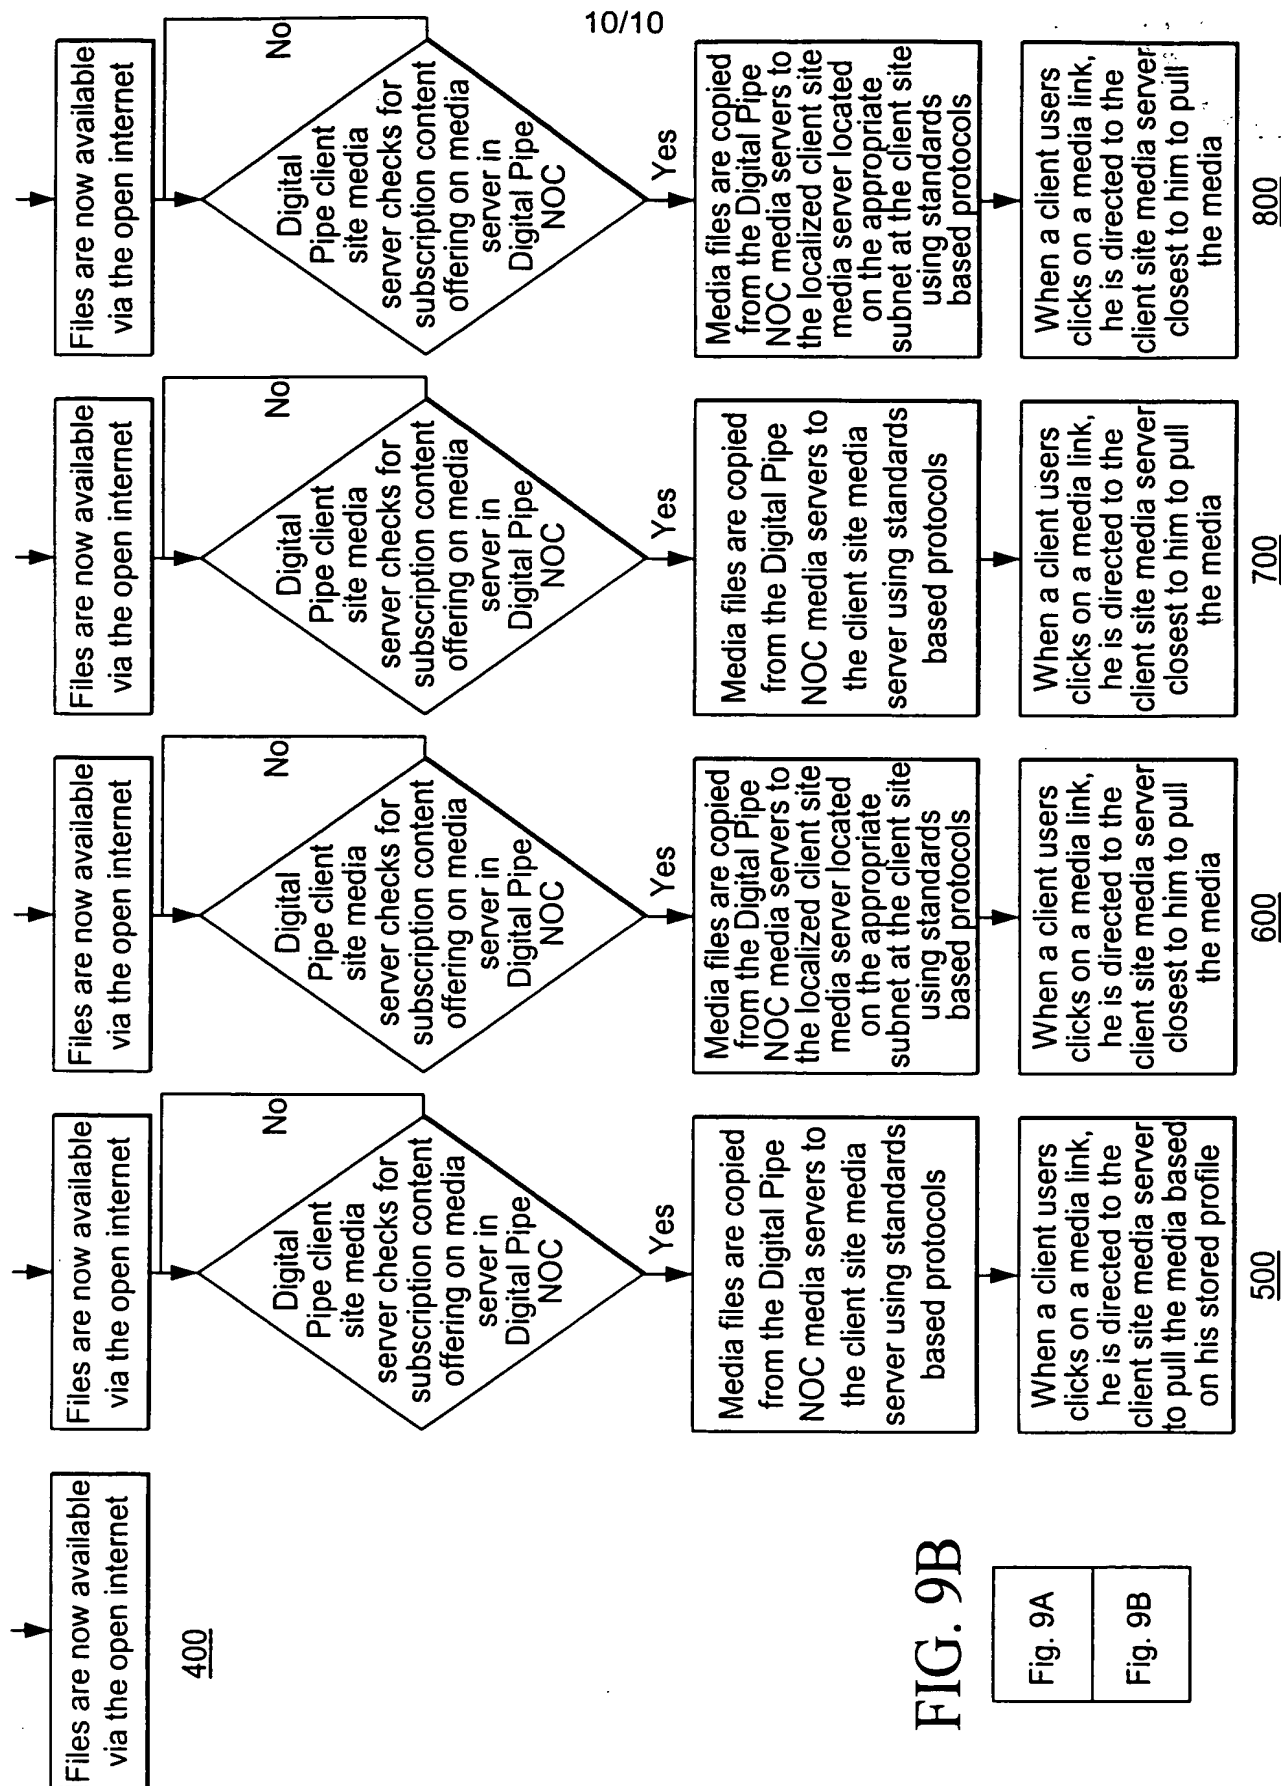 10/10
Files are now available
via the open internet
400
Files are now available
via the open internet
No
Digital
Pipe client
site media
server checks for
subscription content
offering on media
server in
Digital Pipe
NOC
Yes
Media files are copied
from the Digital Pipe
NOC media servers to
the client site media
server using standards
based protocols
When a client users
clicks on a media link,
he is directed to the
client site media server
to pull the media based
on his stored profile
500
Files are now available
via the open internet
No
Digital
Pipe client
site media
server checks for
subscription content
offering on media
server in
Digital Pipe
NOC
Yes
Media files are copied
from the Digital Pipe
NOC media servers to
the localized client site
media server located
on the appropriate
subnet at the client site
using standards
based protocols
When a client users
clicks on a media link,
he is directed to the
client site media server
closest to him to pull
the media
600
Files are now available
via the open internet
No
Digital
Pipe client
site media
server checks for
subscription content
offering on media
server in
Digital Pipe
NOC
Yes
Media files are copied
from the Digital Pipe
NOC media servers to
the client site media
server using standards
based protocols
When a client users
clicks on a media link,
he is directed to the
client site media server
closest to him to pull
the media
700
Files are now available
via the open internet
No
Digital
Pipe client
site media
server checks for
subscription content
offering on media
server in
Digital Pipe
NOC
Yes
Media files are copied
from the Digital Pipe
NOC media servers to
the localized client site
media server located
on the appropriate
subnet at the client site
using standards
based protocols
When a client users
clicks on a media link,
he is directed to the
client site media server
closest to him to pull
the media
800
FIG. 9B
Fig. 9A
Fig. 9B